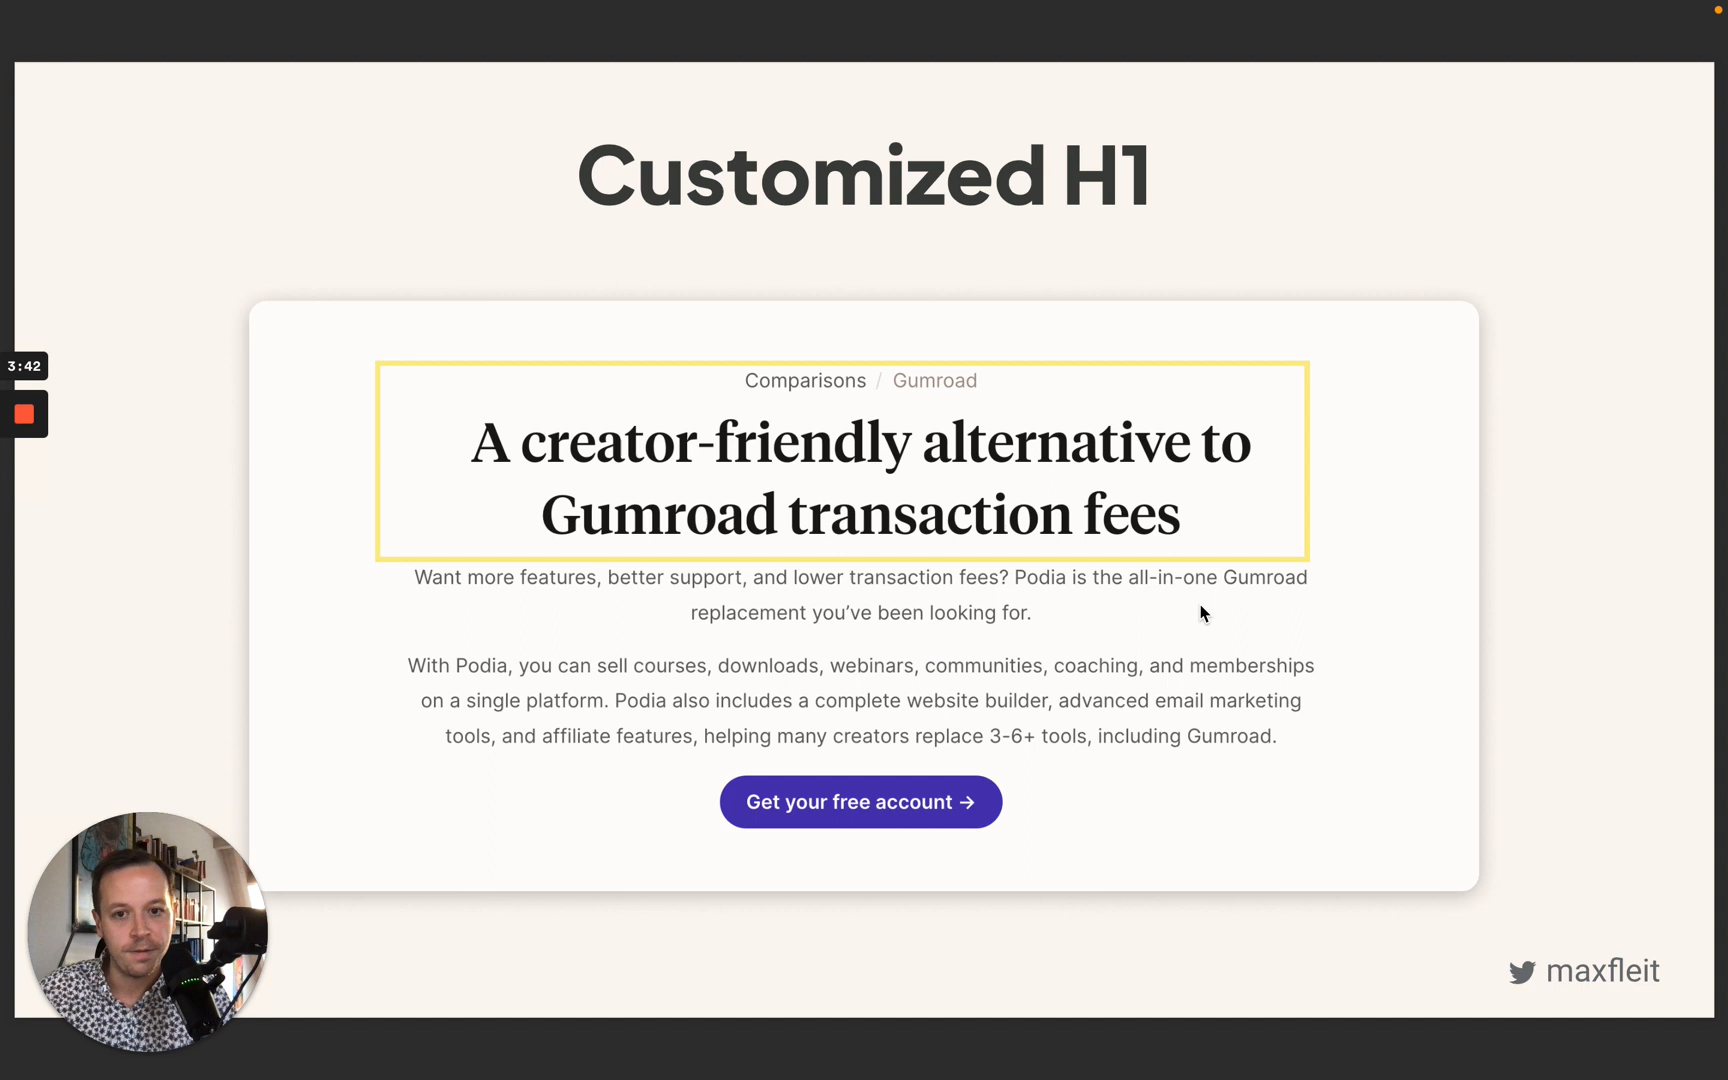 Customized H1
3:42
Comparisons / Gumroad
A creator-friendly alternative to
Gumroad transaction fees
Want more features, better support, and lower transaction fees? Podia is the all-in-one Gumroad
replacement you’ve been looking for.
With Podia, you can sell courses, downloads, webinars, communities, coaching, and memberships
on a single platform. Podia also includes a complete website builder, advanced email marketing
tools, and affiliate features, helping many creators replace 3-6+ tools, including Gumroad.
Get your free account →
maxfleit